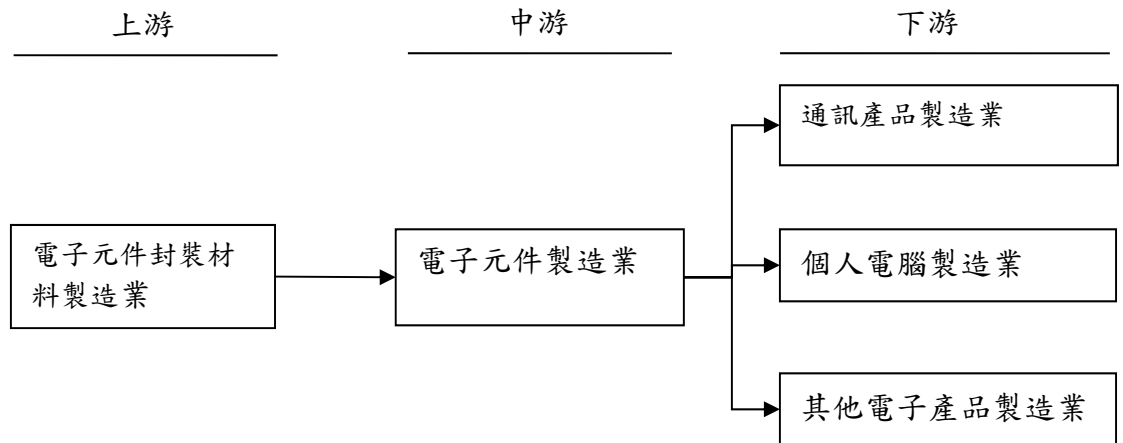 上游
中游
下游
通訊產品製造業
電子元件封裝材
料製造業
電子元件製造業
個人電腦製造業
其他電子產品製造業